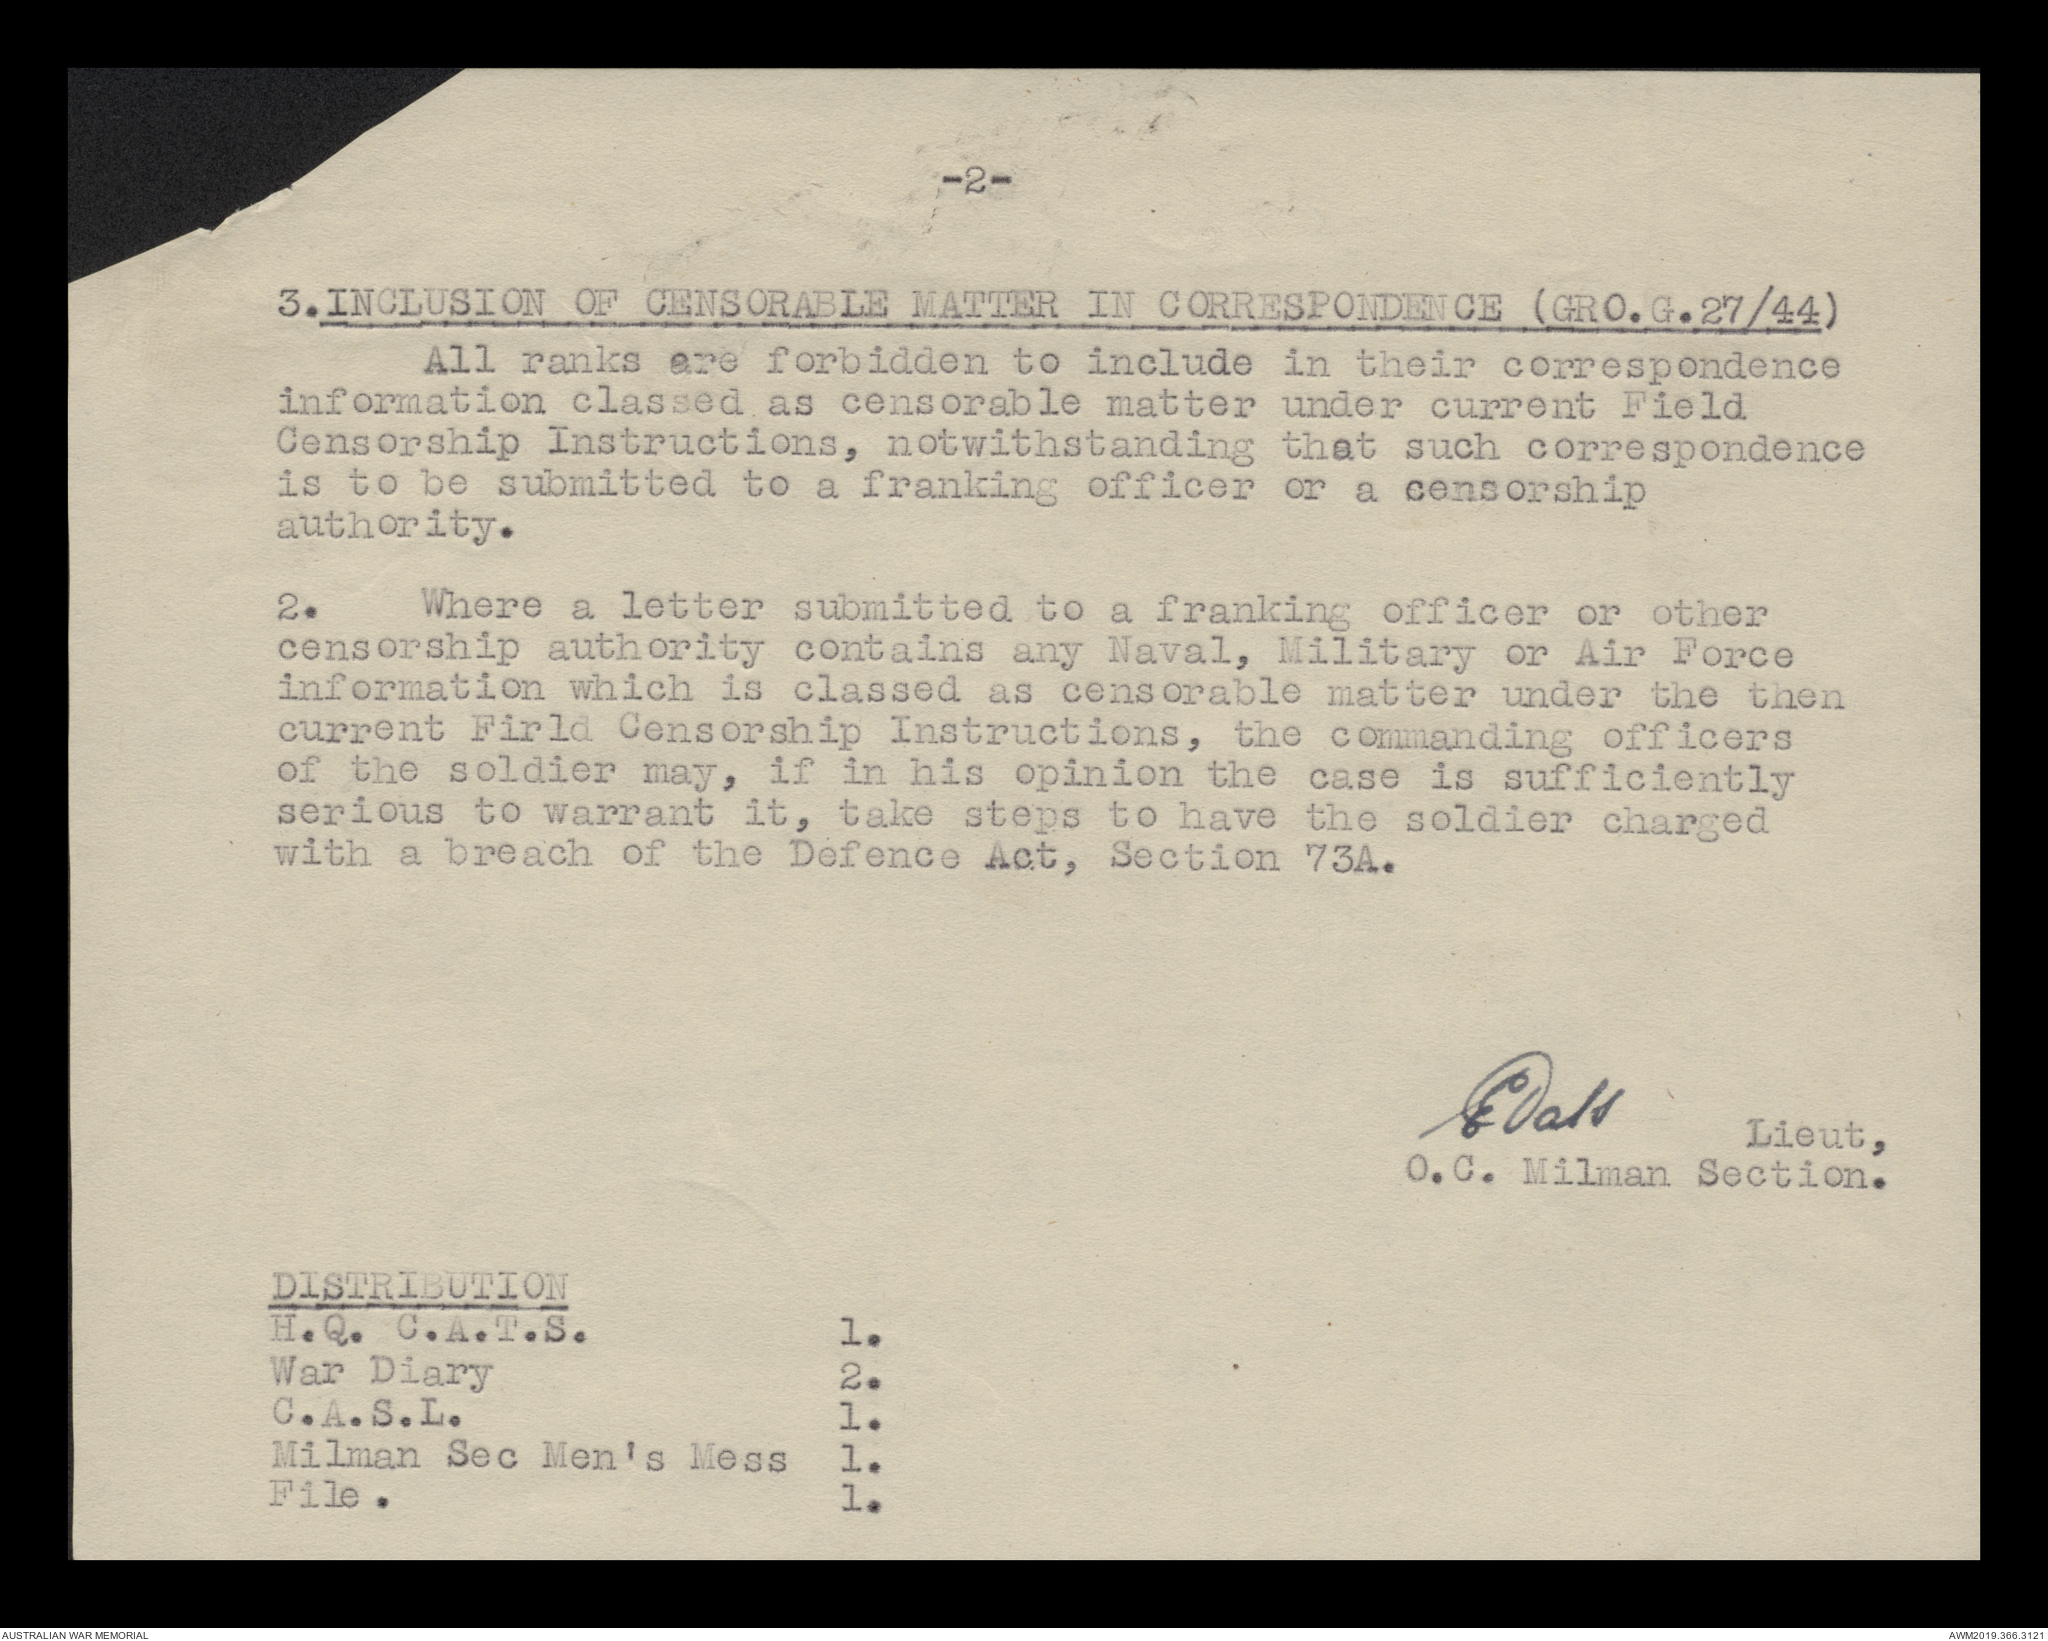 -2-
3.INCLUSION OF CENSORABLE MATTER IN CORRESPONDENCE (GRO.G.27/44)
All ranks are forbidden to include in their correspondence
information classed as censorable matter under current Field
Censorship Instructions, notwithstanding that such correspondence
is to be submitted to a franking officer or a censorship
authority.
2. Where a letter submitted to a franking officer or other
censorship authority contains any Naval, Military or Air Force
information which is classed as censorable matter under the then
current Firld Censorship Instructions, the commanding officers
of the soldier may, if in his opinion the case is sufficiently
serious to warrant it, take steps to have the soldier charged
with a breach of the Defence Act, Section 73A.
Lieut,
O.C. Milman Section.
DISTRIBUTION
H.Q. C.A.T.S. 1.
War Diary 2.
C.A.S.L. 1.
Milman Sec Men's Mess 1.
File. 1.
AUSTRALIAN WAR MEMORIAL
AWM2019.366.3121